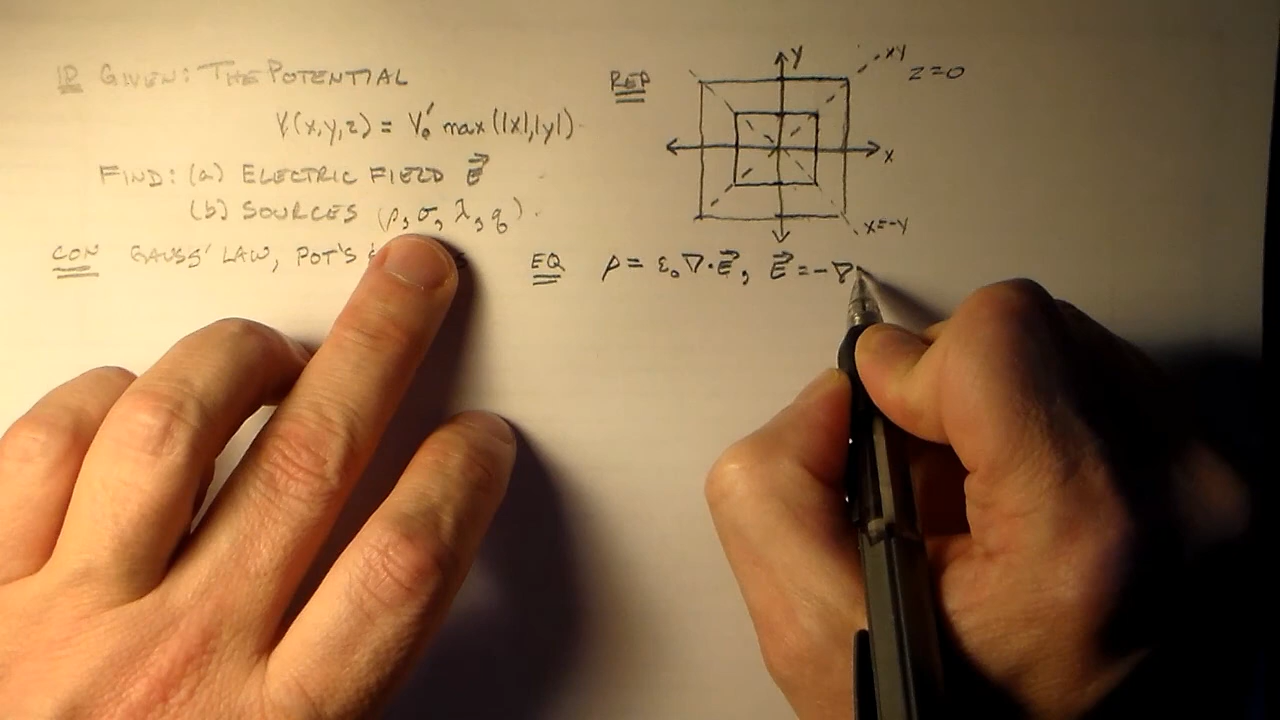 ID GIVEN: THE POTENTIAL
V(x,y,z) = V₀' max(|x|,|y|)
FIND: (a) ELECTRIC FIELD E⃗
(b) SOURCES (ρ, σ, λ, q).
CON GAUSS' LAW, POT'S
REP
Y
XY
Z=0
X
X=-Y
EQ ρ = ε₀ ∇·E⃗, E⃗ = -∇